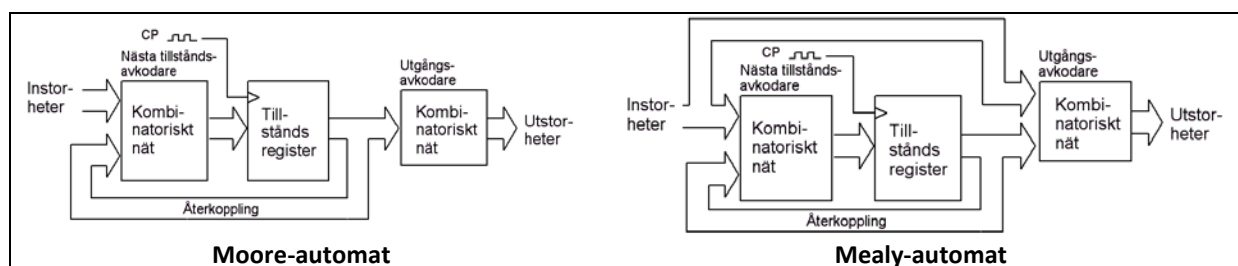 CP
Nästa tillstånds-
avkodare
Instor-
heter
Kombi-
natoriskt
nät
Till-
stånds
register
Utgångs-
avkodare
Kombi-
natoriskt
nät
Utstor-
heter
Återkoppling
Moore-automat
CP
Nästa tillstånds-
avkodare
Instor-
heter
Kombi-
natoriskt
nät
Till-
stånds
register
Utgångs-
avkodare
Kombi-
natoriskt
nät
Utstor-
heter
Återkoppling
Mealy-automat